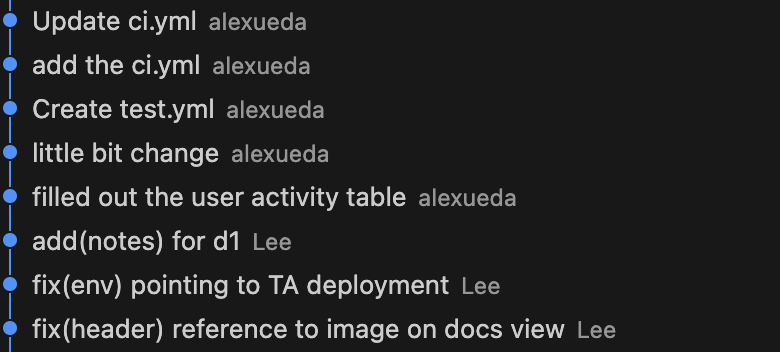 Update ci.yml alexueda
add the ci.yml alexueda
Create test.yml alexueda
little bit change alexueda
filled out the user activity table alexueda
add(notes) for d1 Lee
fix(env) pointing to TA deployment Lee
fix(header) reference to image on docs view Lee